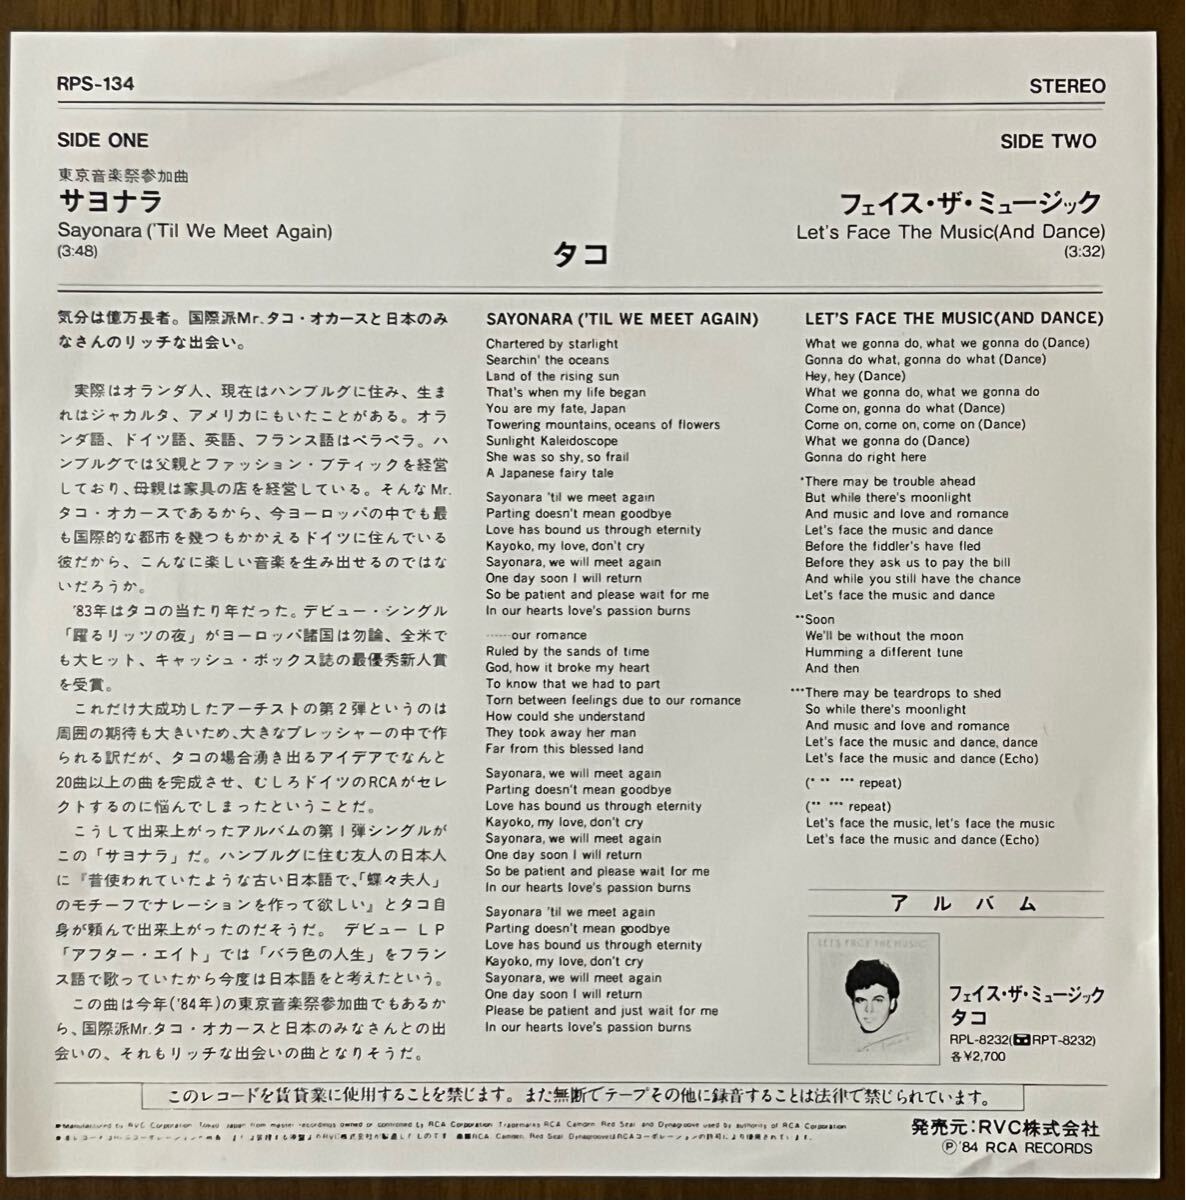 RPS-134
STEREO
SIDE ONE
東京音楽祭参加曲
サヨナラ
Sayonara ('Til We Meet Again)
(3:48)
タコ
SIDE TWO
フェイス・ザ・ミュージック
Let's Face The Music(And Dance)
(3:32)
気分は億万長者。国際派Mr.タコ・オカースと日本のみ
なさんのリッチな出会い。
実際はオランダ人、現在はハンブルグに住み、生ま
れはジャカルタ、アメリカにもいたことがある。オラ
ンダ語、ドイツ語、英語、フランス語はペラペラ。ハ
ンブルグでは父親とファッション・ブティックを経営
しており、母親は家具の店を経営している。そんなMr.
タコ・オカースであるから、今ヨーロッパの中でも最
も国際的な都市を幾つもかかえるドイツに住んでいる
彼だから、こんなに楽しい音楽を生み出せるのではな
いだろうか。
'83年はタコの当たり年だった。デビュー・シングル
「躍るリッツの夜」がヨーロッパ諸国は勿論、全米で
も大ヒット、キャッシュ・ボックス誌の最優秀新人賞
を受賞。
これだけ大成功したアーチストの第2弾というのは
周囲の期待も大きいため、大きなプレッシャーの中で作
られる訳だが、タコの場合湧き出るアイデアでなんと
20曲以上の曲を完成させ、むしろドイツのRCAがセレ
クトするのに悩んでしまったということだ。
こうして出来上がったアルバムの第1弾シングルが
この「サヨナラ」だ。ハンブルグに住む友人の日本人
に『昔使われていたような古い日本語で、「蝶々夫人」
のモチーフでナレーションを作って欲しい』とタコ自
身が頼んで出来上がったのだそうだ。 デビューLP
「アフター・エイト」では「バラ色の人生」をフラン
ス語で歌っていたから今度は日本語をと考えたという。
この曲は今年('84年)の東京音楽祭参加曲でもあるか
ら、国際派Mr.タコ・オカースと日本のみなさんとの出
会いの、それもリッチな出会いの曲となりそうだ。
SAYONARA ('TIL WE MEET AGAIN)
Chartered by starlight
Searchin' the oceans
Land of the rising sun
That's when my life began
You are my fate, Japan
Towering mountains, oceans of flowers
Sunlight Kaleidoscope
She was so shy, so frail
A Japanese fairy tale
Sayonara 'til we meet again
Parting doesn't mean goodbye
Love has bound us through eternity
Kayoko, my love, don't cry
Sayonara, we will meet again
One day soon I will return
So be patient and please wait for me
In our hearts love's passion burns
……our romance
Ruled by the sands of time
God, how it broke my heart
To know that we had to part
Torn between feelings due to our romance
How could she understand
They took away her man
Far from this blessed land
Sayonara, we will meet again
Parting doesn't mean goodbye
Love has bound us through eternity
Kayoko, my love, don't cry
Sayonara, we will meet again
One day soon I will return
So be patient and please wait for me
In our hearts love's passion burns
Sayonara 'til we meet again
Parting doesn't mean goodbye
Love has bound us through eternity
Kayoko, my love, don't cry
Sayonara, we will meet again
One day soon I will return
Please be patient and just wait for me
In our hearts love's passion burns
LET'S FACE THE MUSIC(AND DANCE)
What we gonna do, what we gonna do (Dance)
Gonna do what, gonna do what (Dance)
Hey, hey (Dance)
What we gonna do, what we gonna do
Come on, gonna do what (Dance)
Come on, come on, come on (Dance)
What we gonna do (Dance)
Gonna do right here
*There may be trouble ahead
But while there's moonlight
And music and love and romance
Let's face the music and dance
Before the fiddler's have fled
Before they ask us to pay the bill
And while you still have the chance
Let's face the music and dance
**Soon
We'll be without the moon
Humming a different tune
And then
***There may be teardrops to shed
So while there's moonlight
And music and love and romance
Let's face the music and dance, dance
Let's face the music and dance (Echo)
(* ** *** repeat)
(** *** repeat)
Let's face the music, let's face the music
Let's face the music and dance (Echo)
アルバム
LET'S FACE THE MUSIC
フェイス・ザ・ミュージック
タコ
RPL-8232(RPT-8232)
各¥2,700
このレコードを賃貸業に使用することを禁じます。また無断でテープその他に録音することは法律で禁じられています。
●Manufactured by RVC Corporation Tokyo Japan from master recordings owned or controlled by RCA Corporation Trademarks RCA Camden Red Seal and Dynagroove used by authority of RCA Corporation
発売元:RVC株式会社
Ⓟ'84 RCA RECORDS